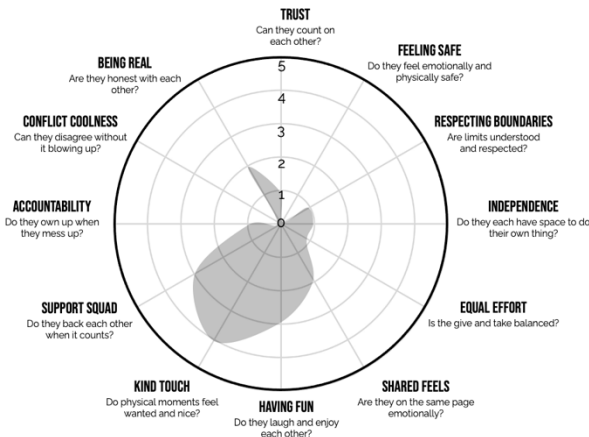 TRUST
Can they count on
each other?
FEELING SAFE
Do they feel emotionally and
physically safe?
RESPECTING BOUNDARIES
Are limits understood
and respected?
INDEPENDENCE
Do they each have space to do
their own thing?
EQUAL EFFORT
Is the give and take balanced?
SHARED FEELS
Are they on the same page
emotionally?
HAVING FUN
Do they laugh and enjoy
each other?
KIND TOUCH
Do physical moments feel
wanted and nice?
SUPPORT SQUAD
Do they back each other
when it counts?
ACCOUNTABILITY
Do they own up when
they mess up?
CONFLICT COOLNESS
Can they disagree without
it blowing up?
BEING REAL
Are they honest with each
other?
5
4
3
2
1
0